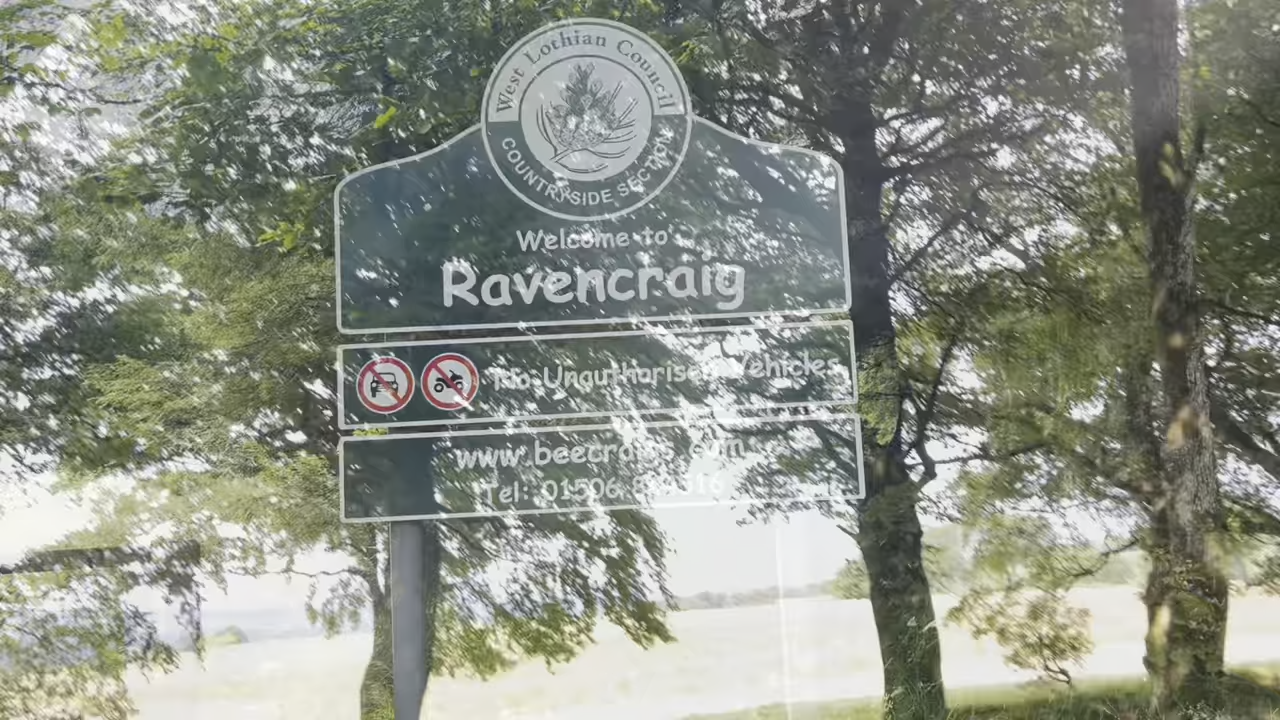 West Lothian Council
COUNTRYSIDE SECTION
Welcome to
Ravencraig
No Unauthorised Vehicles
Tel: 01506